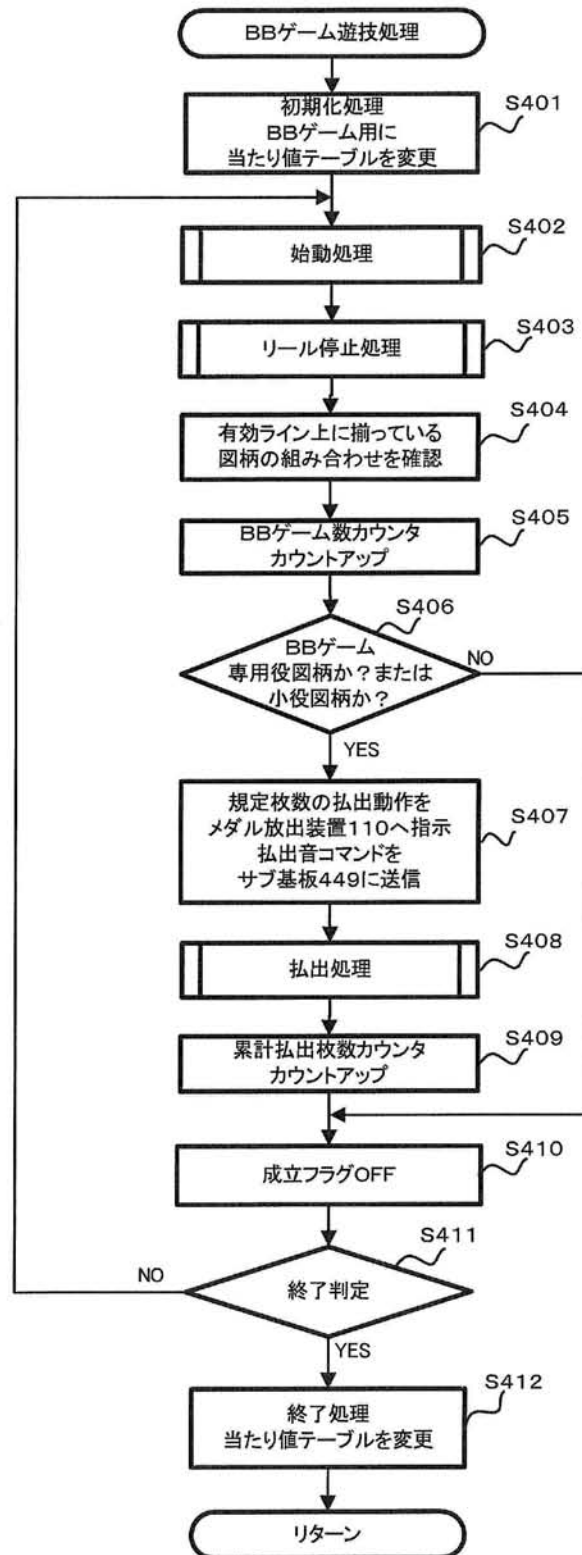 BBゲーム遊技処理
初期化処理
BBゲーム用に
当たり値テーブルを変更
S401
始動処理
S402
リール停止処理
S403
有効ライン上に揃っている
図柄の組み合わせを確認
S404
BBゲーム数カウンタ
カウントアップ
S405
S406
BBゲーム
専用役図柄か?または
小役図柄か?
NO
YES
規定枚数の払出動作を
メダル放出装置110へ指示
払出音コマンドを
サブ基板449に送信
S407
払出処理
S408
累計払出枚数カウンタ
カウントアップ
S409
成立フラグOFF
S410
S411
終了判定
NO
YES
終了処理
当たり値テーブルを変更
S412
リターン